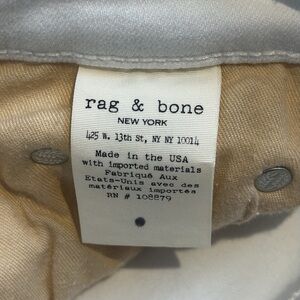 rag & bone
NEW YORK
425 W. 13th St, NY NY 10014
Made in the USA
with imported materials
Fabriqué Aux
Etats-Unis avec des
matériaux importés
RN # 108879